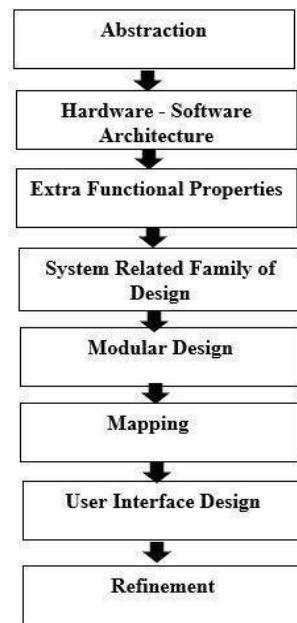 Abstraction
Hardware - Software
Architecture
Extra Functional Properties
System Related Family of
Design
Modular Design
Mapping
User Interface Design
Refinement